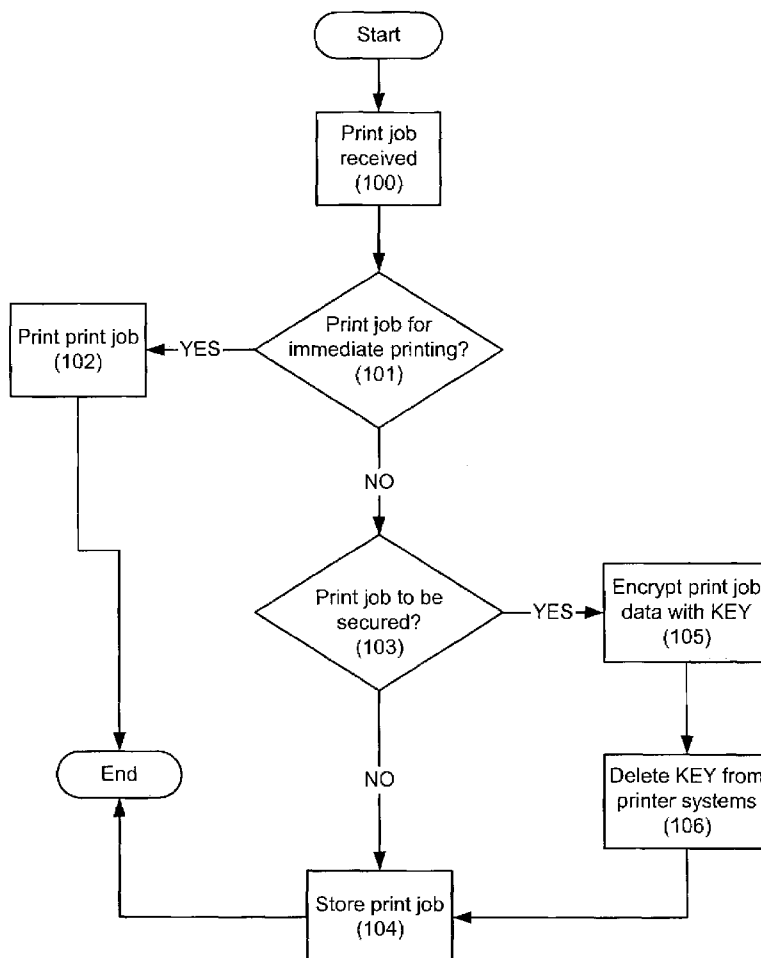 Start
Print job
received
(100)
Print job for
immediate printing?
(101)
YES
Print print job
(102)
NO
Print job to be
secured?
(103)
YES
Encrypt print job
data with KEY
(105)
Delete KEY from
printer systems
(106)
NO
End
Store print job
(104)